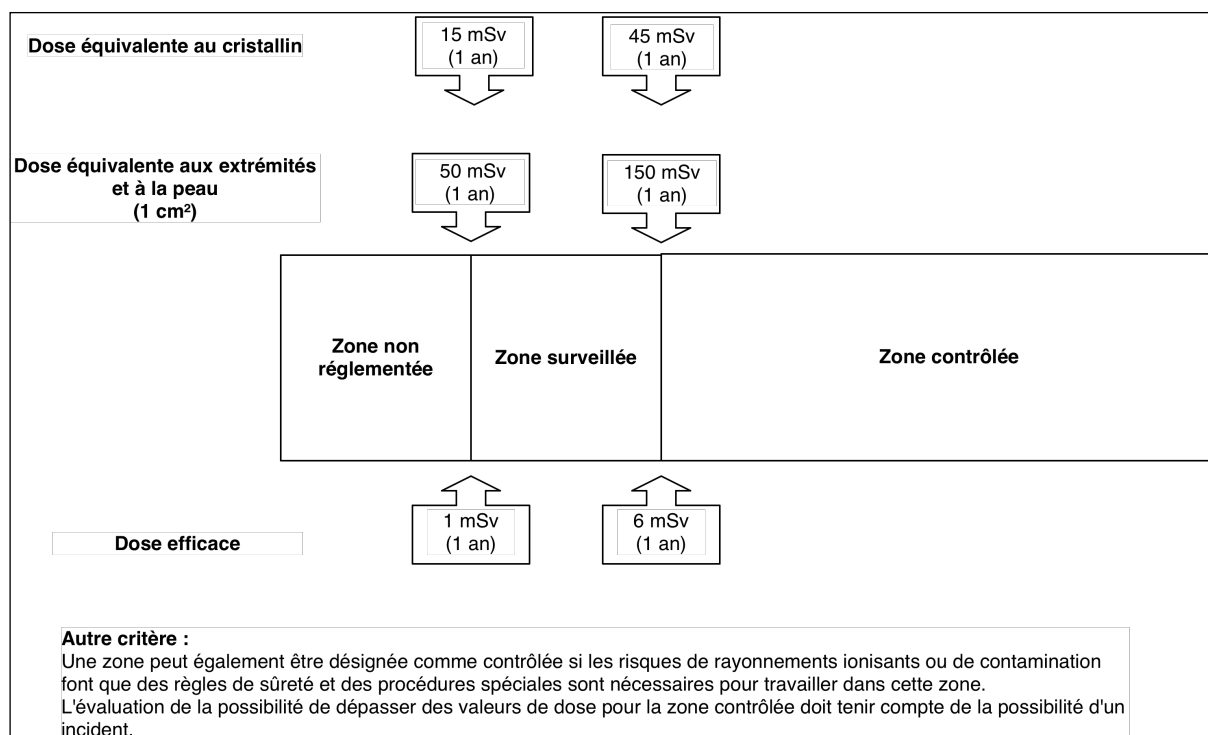 Dose équivalente au cristallin
15 mSv
(1 an)
45 mSv
(1 an)
Dose équivalente aux extrémités
et à la peau
(1 cm²)
50 mSv
(1 an)
150 mSv
(1 an)
Zone non
réglementée
Zone surveillée
Zone contrôlée
Dose efficace
1 mSv
(1 an)
6 mSv
(1 an)
Autre critère :
Une zone peut également être désignée comme contrôlée si les risques de rayonnements ionisants ou de contamination
font que des règles de sûreté et des procédures spéciales sont nécessaires pour travailler dans cette zone.
L'évaluation de la possibilité de dépasser des valeurs de dose pour la zone contrôlée doit tenir compte de la possibilité d'un
incident.